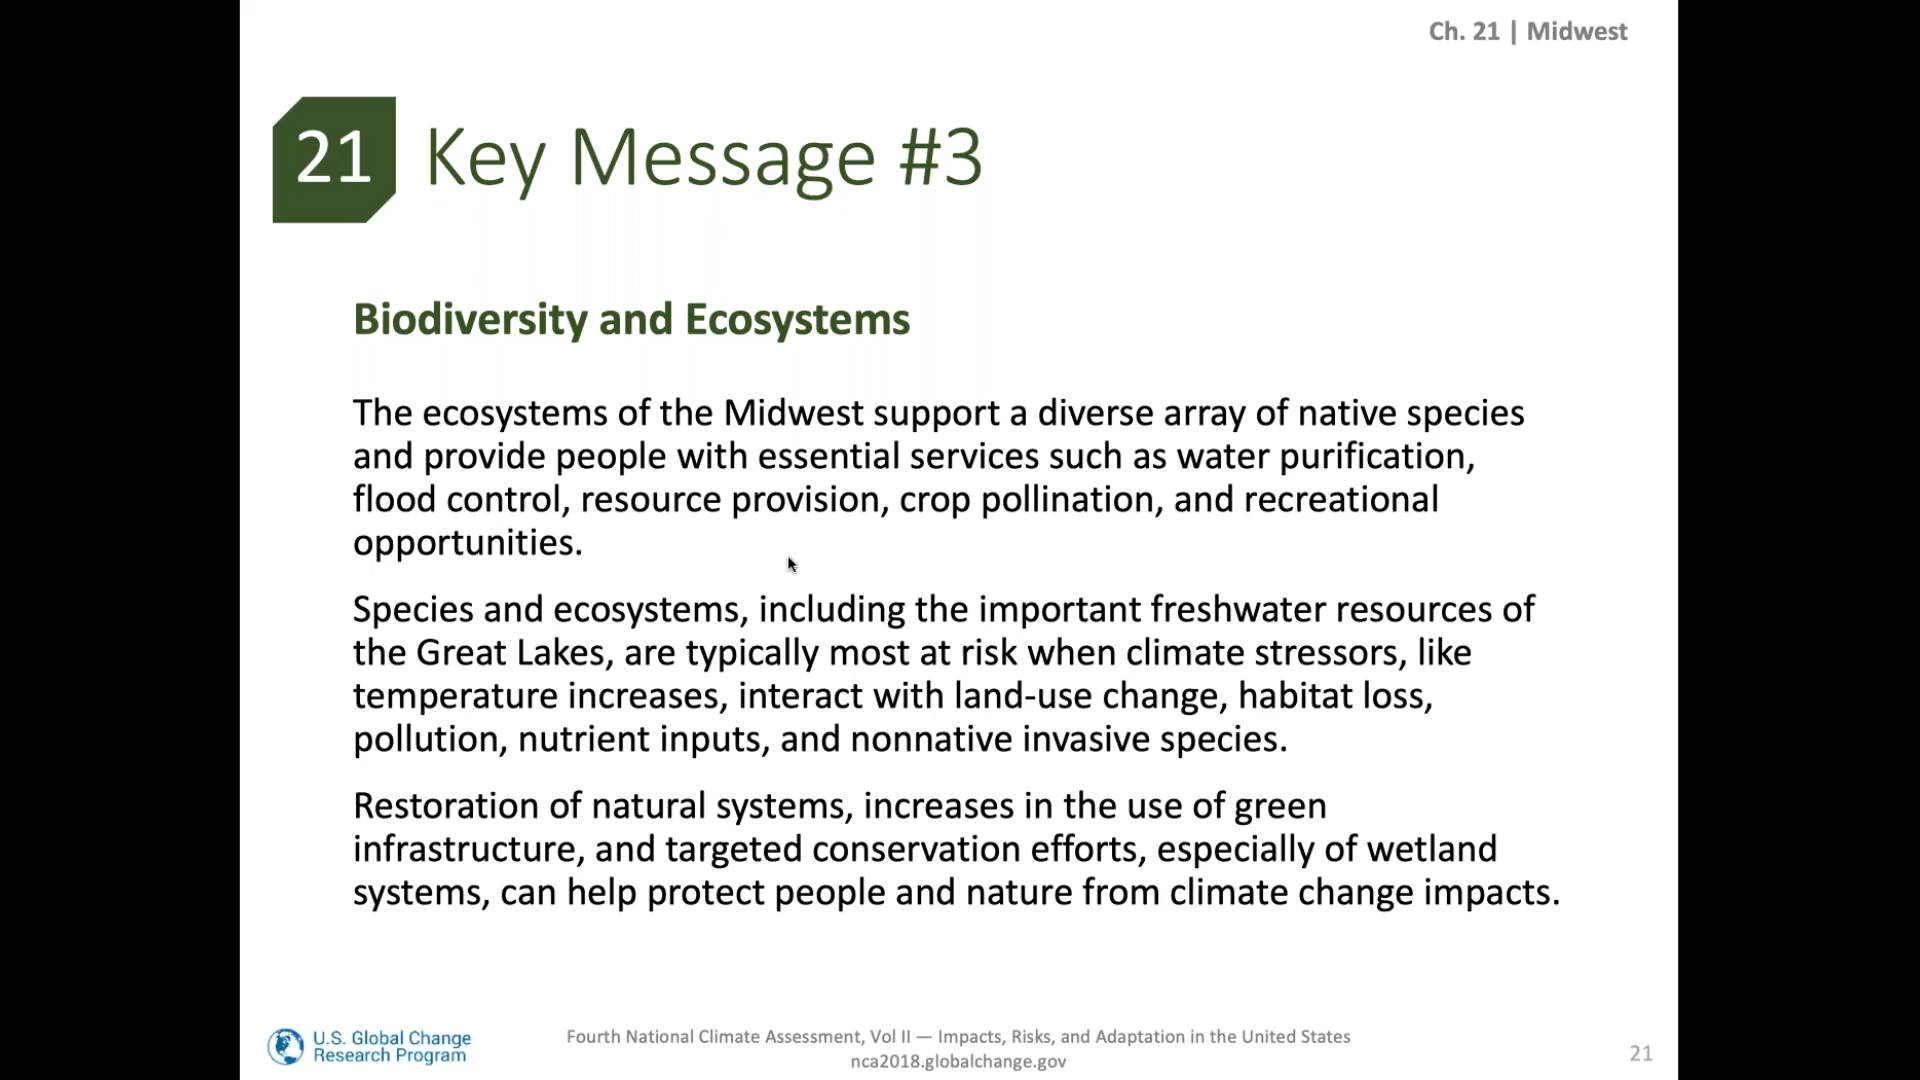 Ch. 21 | Midwest
21 Key Message #3
Biodiversity and Ecosystems
The ecosystems of the Midwest support a diverse array of native species
and provide people with essential services such as water purification,
flood control, resource provision, crop pollination, and recreational
opportunities.
Species and ecosystems, including the important freshwater resources of
the Great Lakes, are typically most at risk when climate stressors, like
temperature increases, interact with land-use change, habitat loss,
pollution, nutrient inputs, and nonnative invasive species.
Restoration of natural systems, increases in the use of green
infrastructure, and targeted conservation efforts, especially of wetland
systems, can help protect people and nature from climate change impacts.
U.S. Global Change
Research Program
Fourth National Climate Assessment, Vol II — Impacts, Risks, and Adaptation in the United States
nca2018.globalchange.gov
21